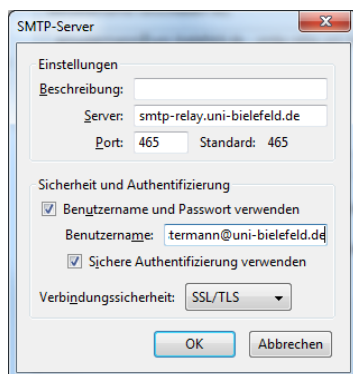 SMTP-Server
Einstellungen
Beschreibung:
Server: smtp-relay.uni-bielefeld.de
Port: 465 Standard: 465
Sicherheit und Authentifizierung
Benutzername und Passwort verwenden
Benutzername: termann@uni-bielefeld.de
Sichere Authentifizierung verwenden
Verbindungssicherheit: SSL/TLS
OK Abbrechen